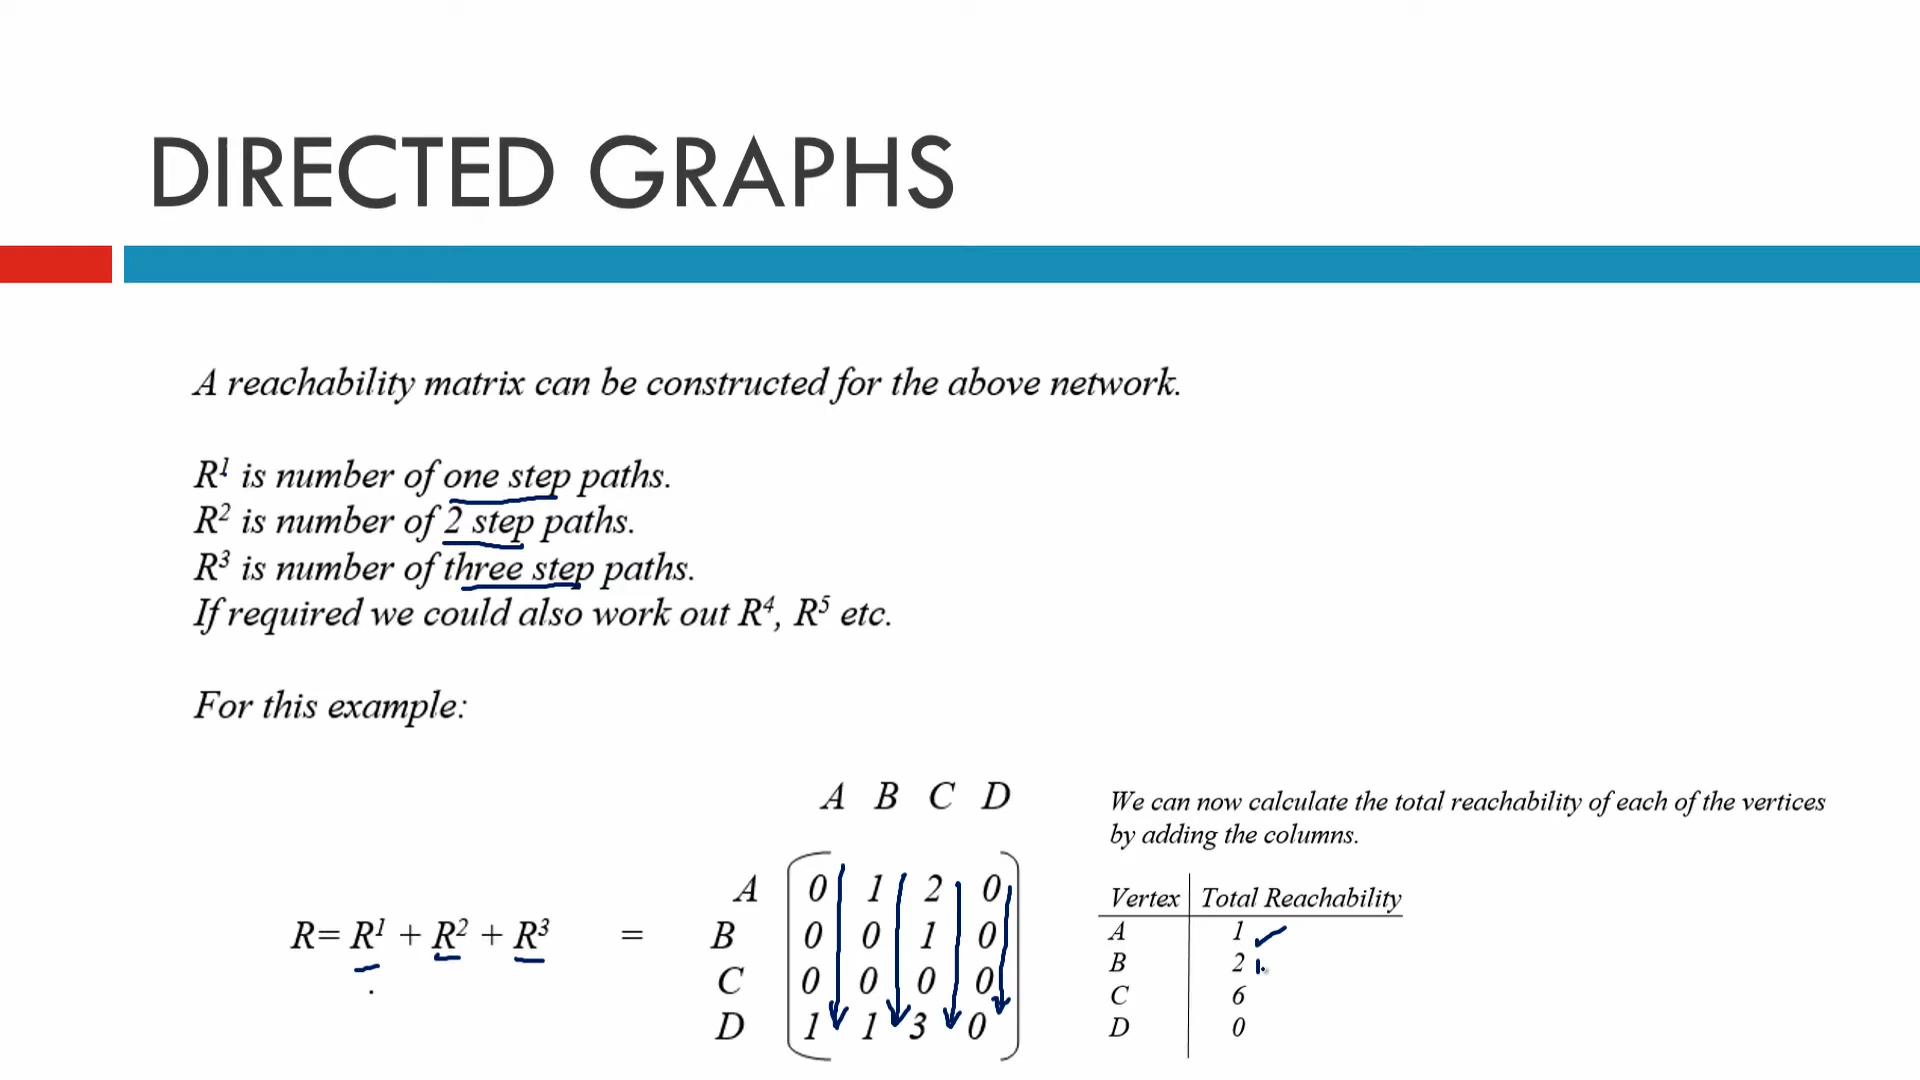 DIRECTED GRAPHS
A reachability matrix can be constructed for the above network.
R¹ is number of one step paths.
R² is number of 2 step paths.
R³ is number of three step paths.
If required we could also work out R⁴, R⁵ etc.
For this example:
A B C D
A 0 1 2 0
R= R¹ + R² + R³ = B 0 0 1 0
C 0 0 0 0
D 1 1 3 0
We can now calculate the total reachability of each of the vertices
by adding the columns.
Vertex Total Reachability
A 1
B 2
C 6
D 0